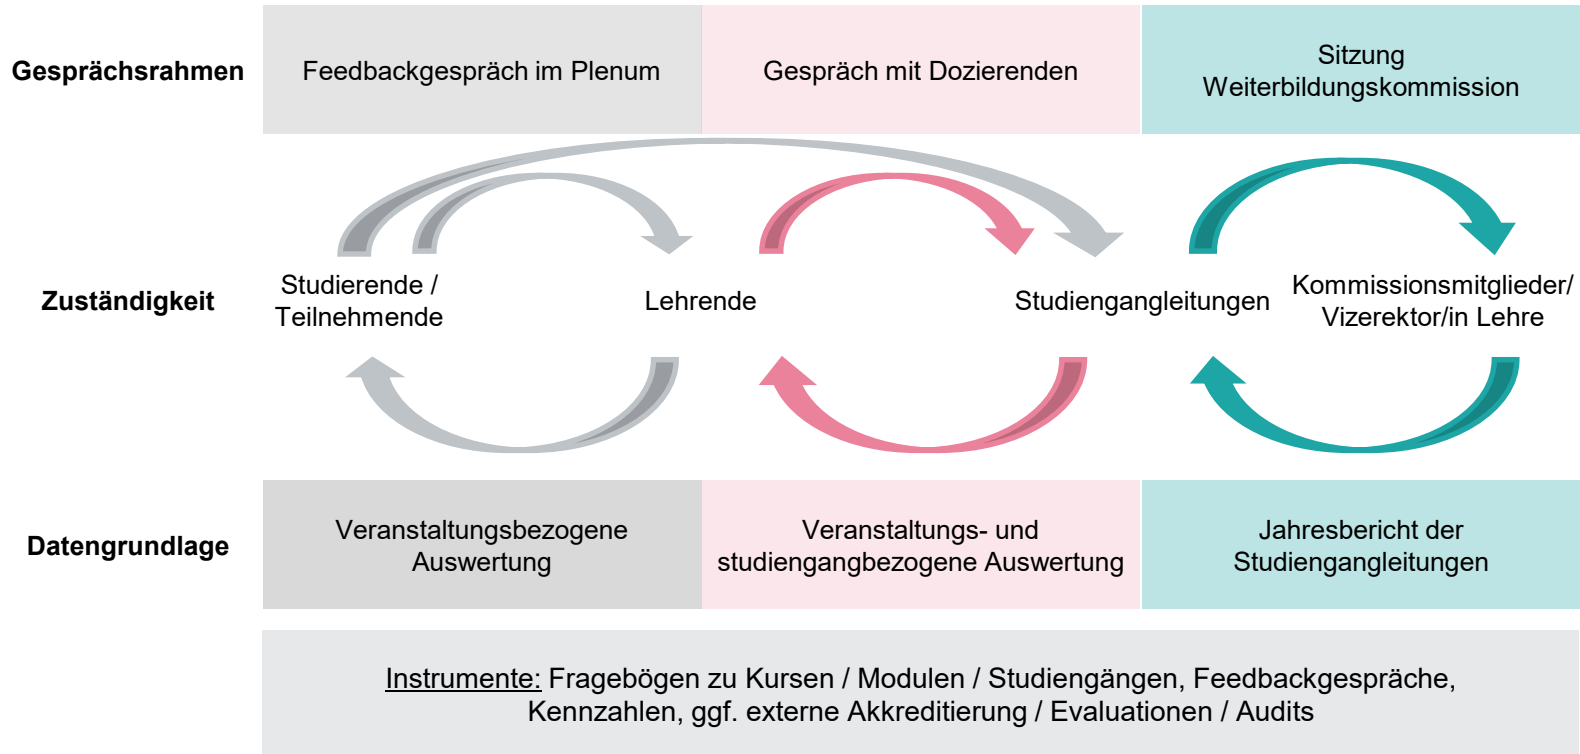 Gesprächsrahmen
Feedbackgespräch im Plenum
Gespräch mit Dozierenden
Sitzung
Weiterbildungskommission
Zuständigkeit
Studierende /
Teilnehmende
Lehrende
Studiengangleitungen
Kommissionsmitglieder/
Vizerektor/in Lehre
Datengrundlage
Veranstaltungsbezogene
Auswertung
Veranstaltungs- und
studiengangbezogene Auswertung
Jahresbericht der
Studiengangleitungen
Instrumente: Fragebögen zu Kursen / Modulen / Studiengängen, Feedbackgespräche,
Kennzahlen, ggf. externe Akkreditierung / Evaluationen / Audits